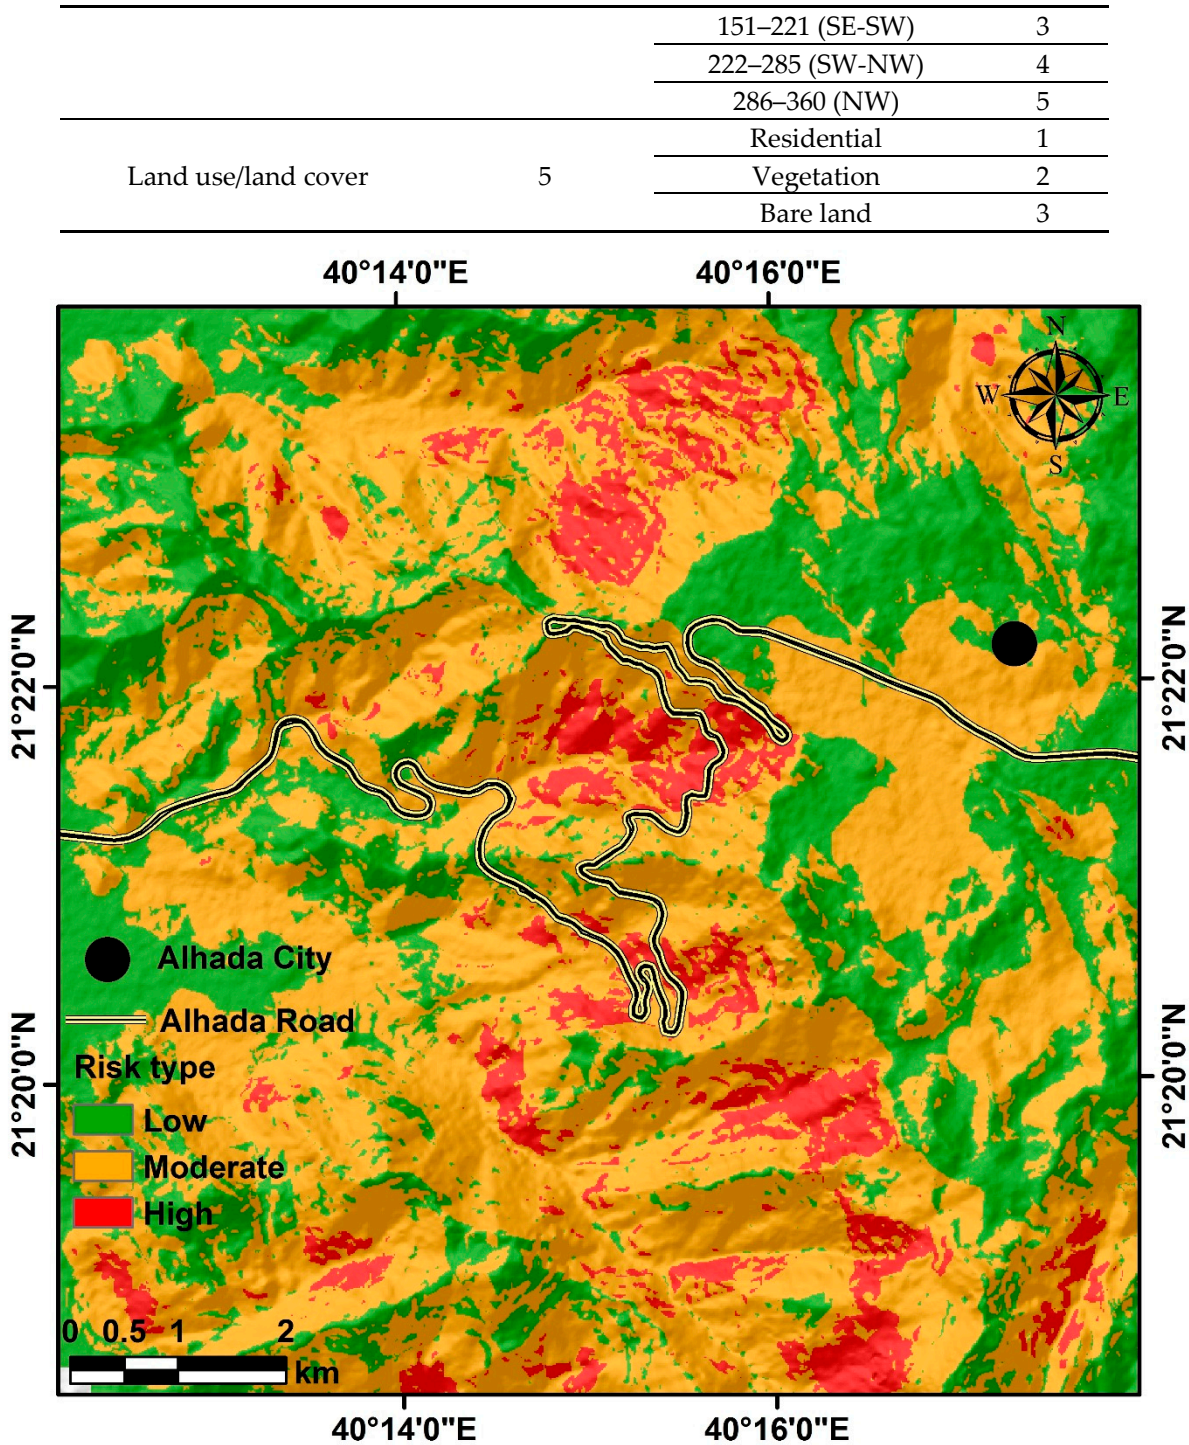 151–221 (SE-SW) 3
222–285 (SW-NW) 4
286–360 (NW) 5
Residential 1
Land use/land cover 5 Vegetation 2
Bare land 3
40°14'0"E 40°16'0"E
N
W E
S
21°22'0"N 21°22'0"N
Alhada City
Alhada Road
21°20'0"N 21°20'0"N
Risk type
Low
Moderate
High
0 0.5 1 2
km
40°14'0"E 40°16'0"E